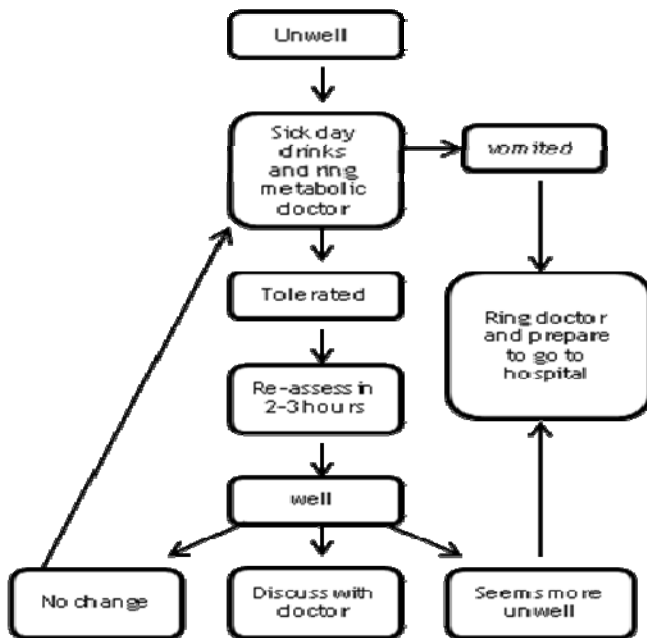 Unwell
Sick day
drinks
and ring
metabolic
doctor
vomited
Tolerated
Ring doctor
and prepare
to go to
hospital
Re-assess in
2-3 hours
well
No change
Discuss with
doctor
Seems more
unwell